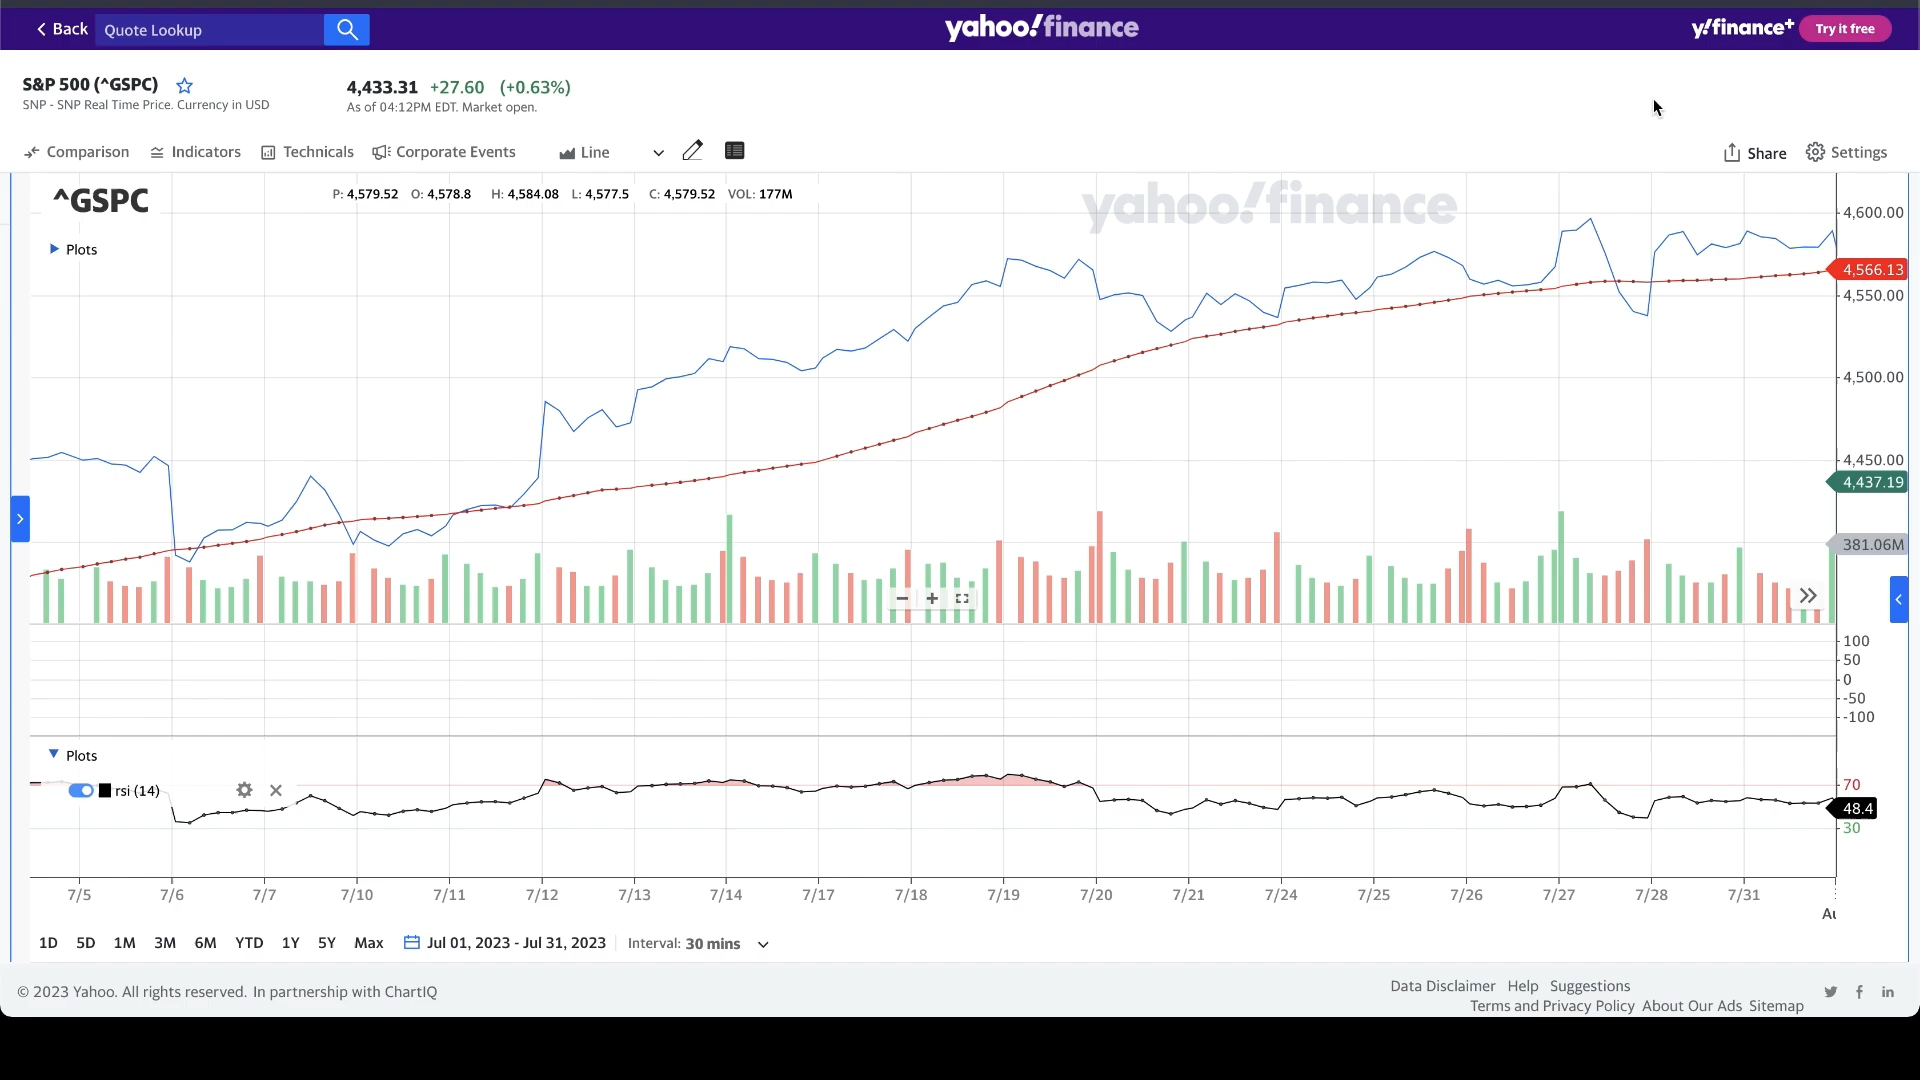 Back
Quote Lookup
yahoo!finance
y!finance+
Try it free
S&P 500 (^GSPC)
SNP - SNP Real Time Price. Currency in USD
4,433.31 +27.60 (+0.63%)
As of 04:12PM EDT. Market open.
Comparison
Indicators
Technicals
Corporate Events
Line
Share
Settings
^GSPC
P: 4,579.52 O: 4,578.8 H: 4,584.08 L: 4,577.5 C: 4,579.52 VOL: 177M
yahoo!finance
Plots
4,600.00
4,566.13
4,550.00
4,500.00
4,450.00
4,437.19
381.06M
100
50
0
-50
-100
Plots
rsi (14)
70
48.4
30
7/5 7/6 7/7 7/10 7/11 7/12 7/13 7/14 7/17 7/18 7/19 7/20 7/21 7/24 7/25 7/26 7/27 7/28 7/31
Au
1D 5D 1M 3M 6M YTD 1Y 5Y Max Jul 01, 2023 - Jul 31, 2023 Interval: 30 mins
© 2023 Yahoo. All rights reserved. In partnership with ChartIQ
Data Disclaimer Help Suggestions
Terms and Privacy Policy About Our Ads Sitemap